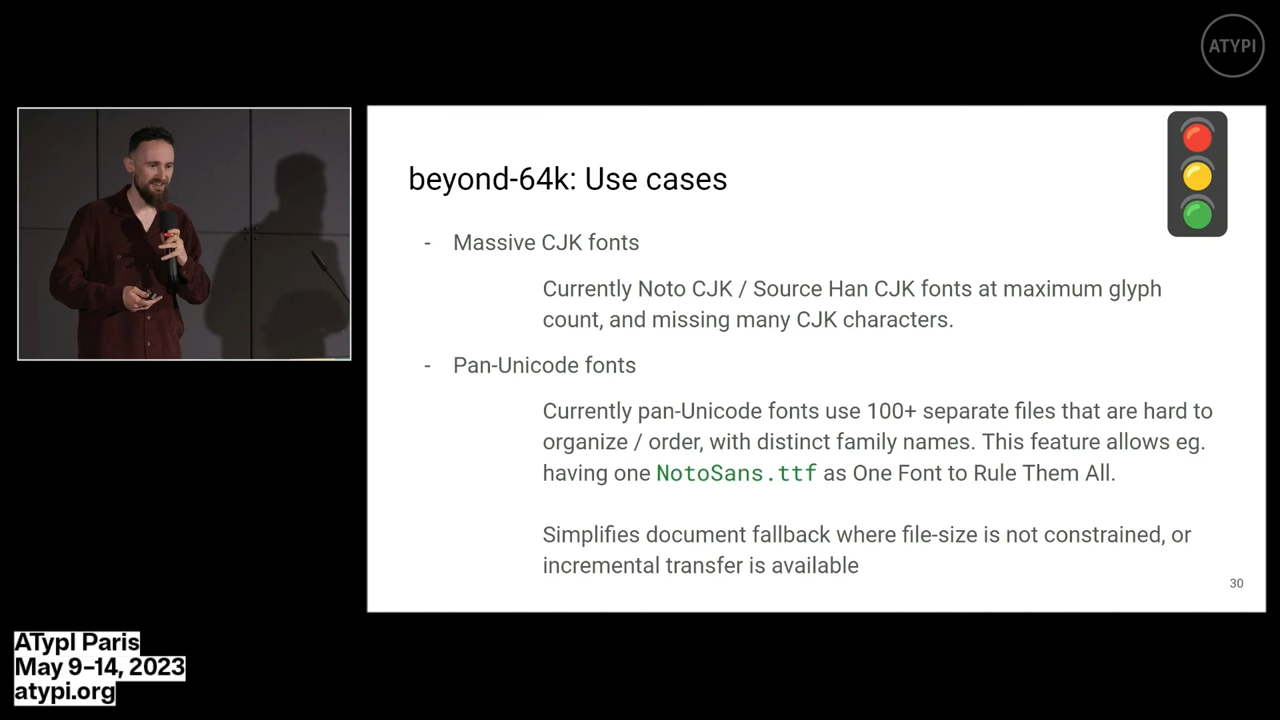 ATYPI
beyond-64k: Use cases
- Massive CJK fonts
Currently Noto CJK / Source Han CJK fonts at maximum glyph
count, and missing many CJK characters.
- Pan-Unicode fonts
Currently pan-Unicode fonts use 100+ separate files that are hard to
organize / order, with distinct family names. This feature allows eg.
having one NotoSans.ttf as One Font to Rule Them All.
Simplifies document fallback where file-size is not constrained, or
incremental transfer is available
30
ATypI Paris
May 9–14, 2023
atypi.org